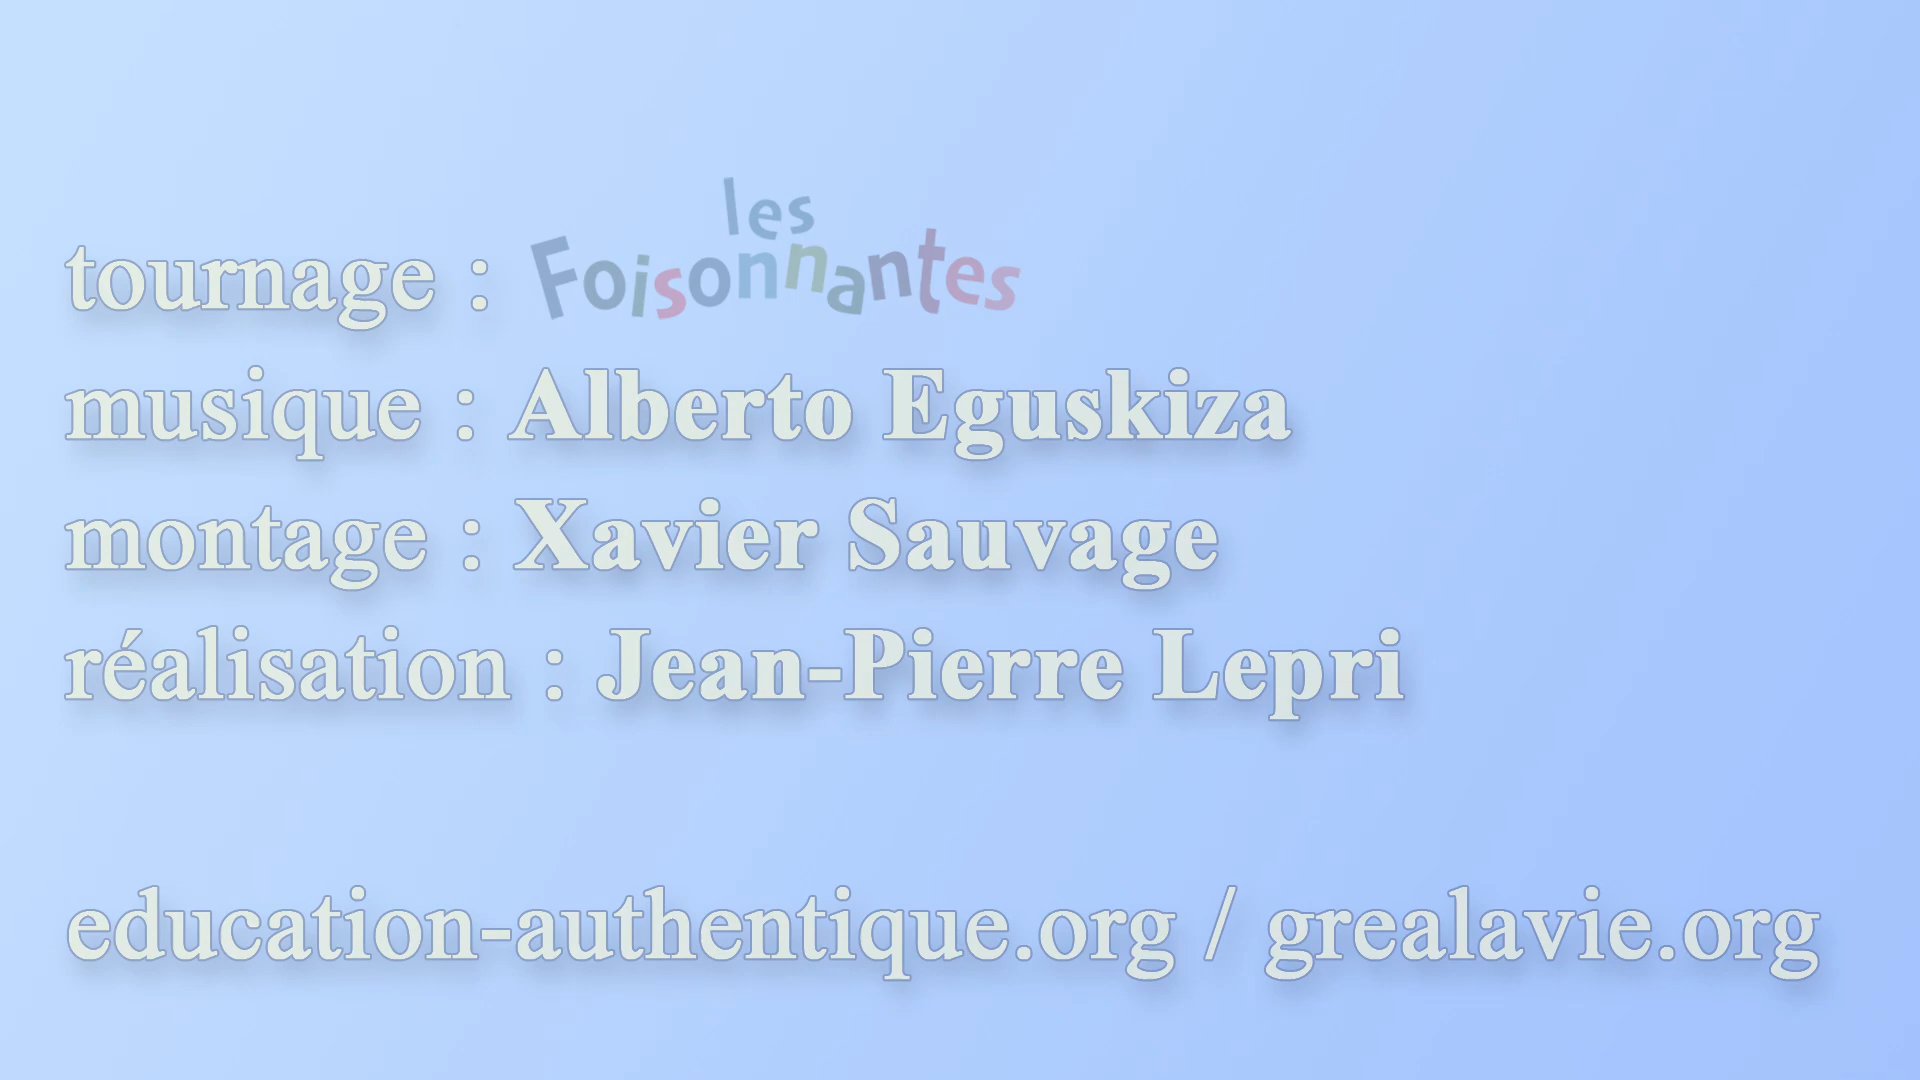 tournage : les Foisonnantes
musique : Alberto Eguskiza
montage : Xavier Sauvage
réalisation : Jean-Pierre Lepri
education-authentique.org / grealavie.org